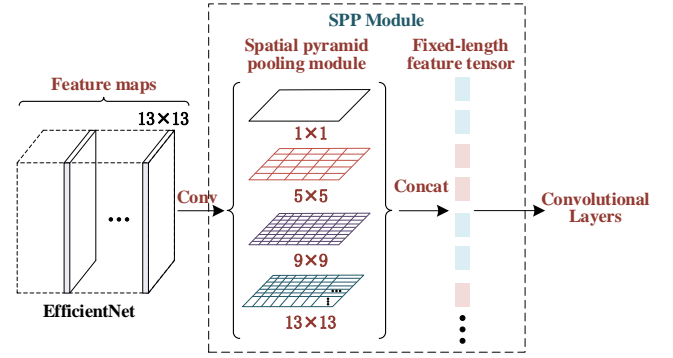 SPP Module
Spatial pyramid
pooling module
Fixed-length
feature tensor
Feature maps
13×13
1×1
Conv
5×5
Concat
Convolutional
Layers
9×9
EfficientNet
13×13